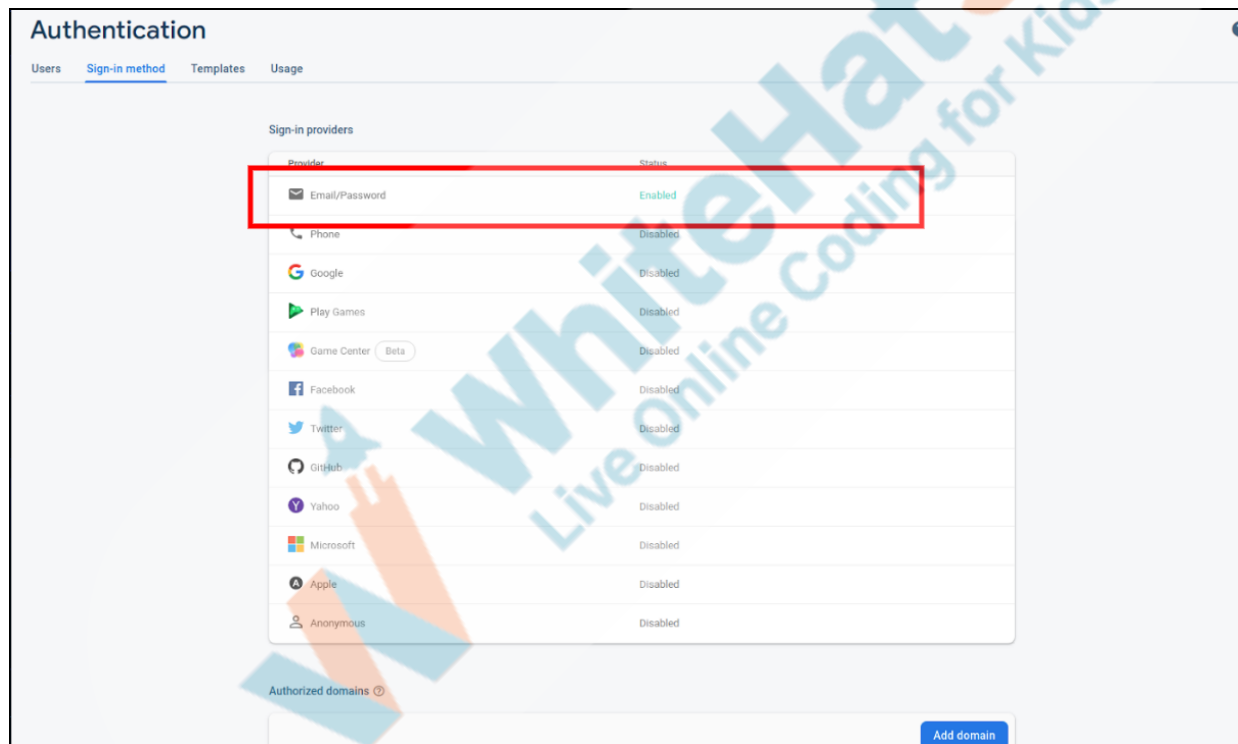 Authentication
Users Sign-in method Templates Usage
Sign-in providers
Provider Status
Email/Password Enabled
Phone Disabled
Google Disabled
Play Games Disabled
Game Center Beta Disabled
Facebook Disabled
Twitter Disabled
GitHub Disabled
Yahoo Disabled
Microsoft Disabled
Apple Disabled
Anonymous Disabled
Authorized domains
Add domain
WhiteHat
Live Online Coding for Kids